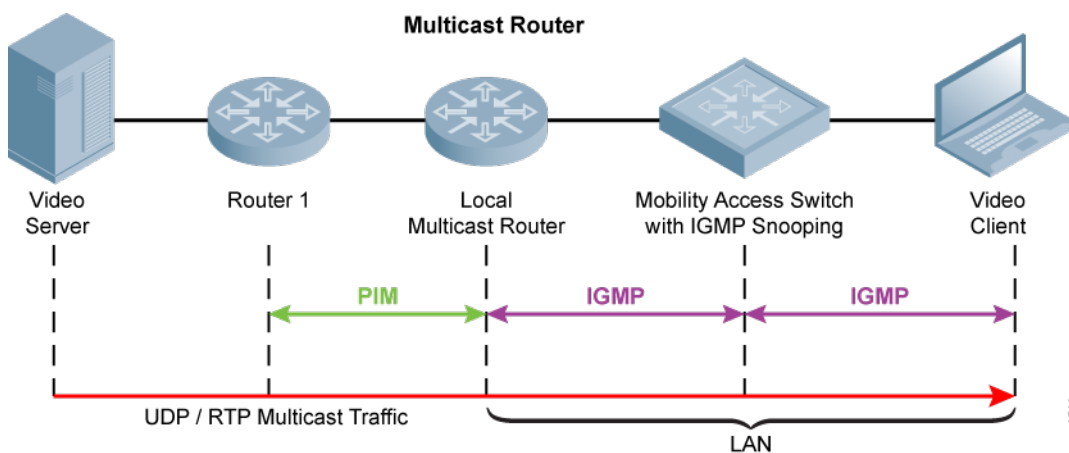 Multicast Router
Video
Server
Router 1
Local
Multicast Router
Mobility Access Switch
with IGMP Snooping
Video
Client
PIM
IGMP
IGMP
UDP / RTP Multicast Traffic
LAN